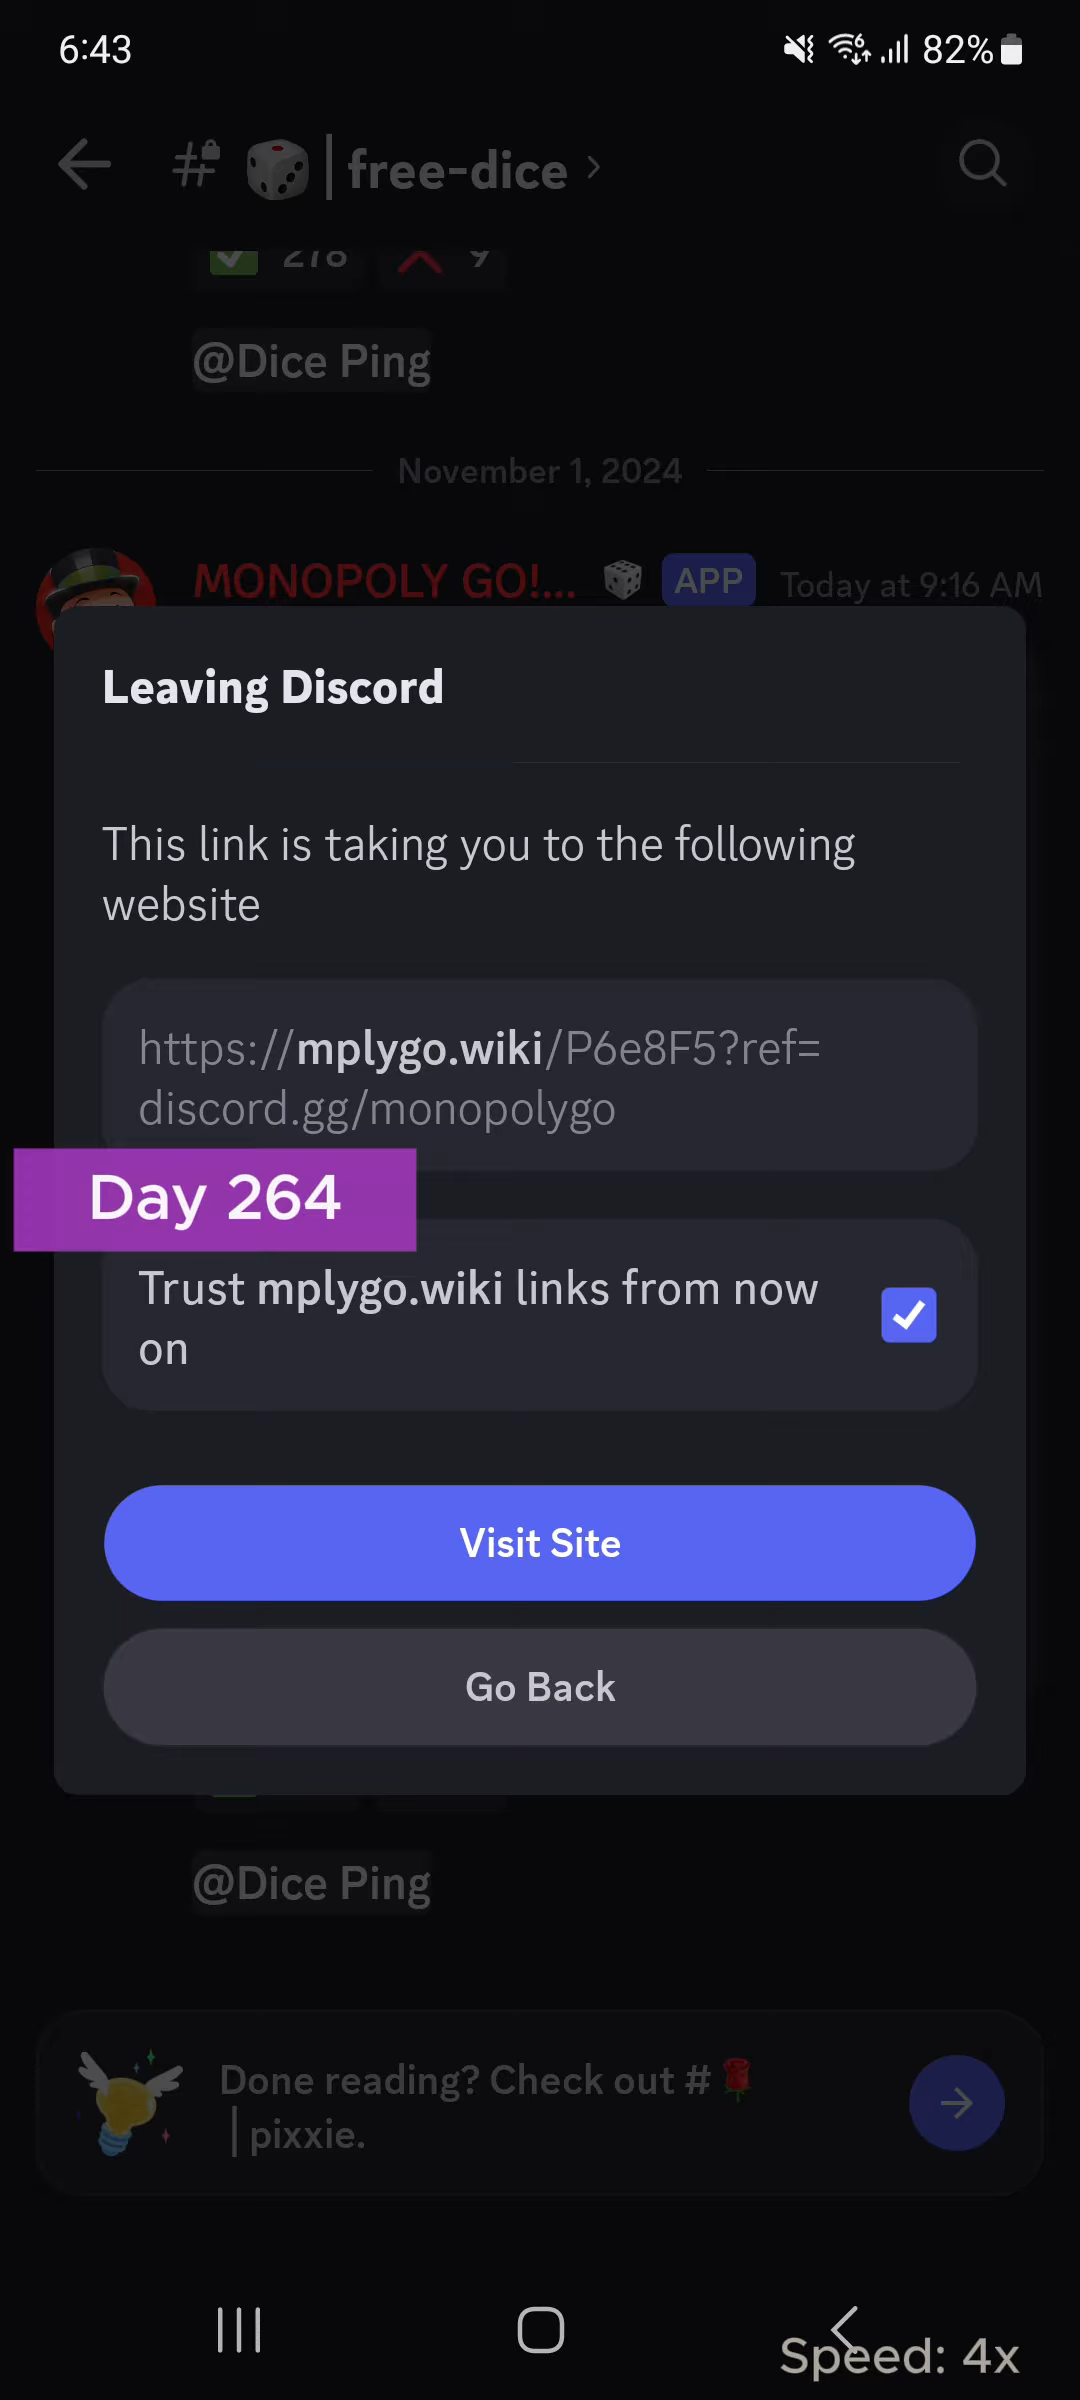 6:43
82%
# | free-dice
278 9
@Dice Ping
November 1, 2024
MONOPOLY GO!... APP Today at 9:16 AM
Leaving Discord
This link is taking you to the following
website
https://mplygo.wiki/P6e8F5?ref=
discord.gg/monopolygo
Day 264
Trust mplygo.wiki links from now
on
Visit Site
Go Back
@Dice Ping
Done reading? Check out #
| pixxie.
Speed: 4x